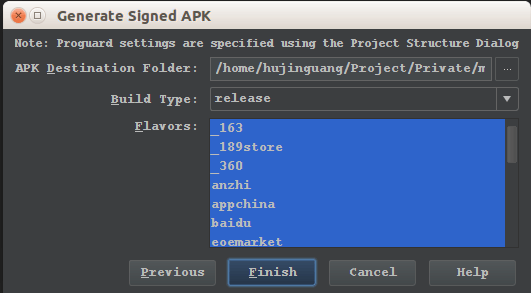 Generate Signed APK
Note: Proguard settings are specified using the Project Structure Dialog
APK Destination Folder: /home/hujinguang/Project/Private/m ...
Build Type: release
Flavors:
_163
_189store
_360
anzhi
appchina
baidu
eoemarket
Previous Finish Cancel Help